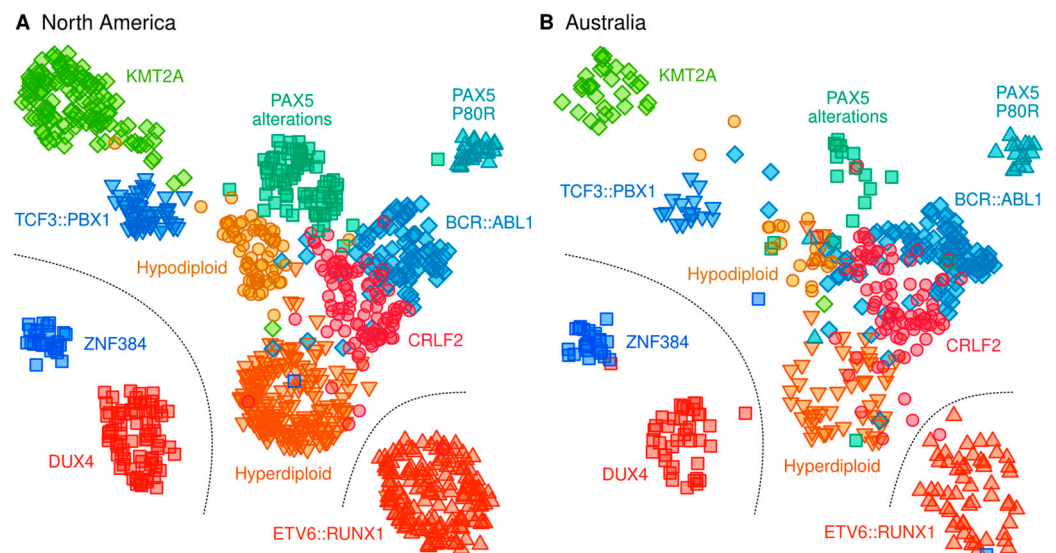 A North America
KMT2A
PAX5
alterations
PAX5
P80R
TCF3::PBX1
BCR::ABL1
Hypodiploid
ZNF384
CRLF2
DUX4
Hyperdiploid
ETV6::RUNX1
B Australia
KMT2A
PAX5
alterations
PAX5
P80R
TCF3::PBX1
BCR::ABL1
Hypodiploid
ZNF384
CRLF2
DUX4
Hyperdiploid
ETV6::RUNX1